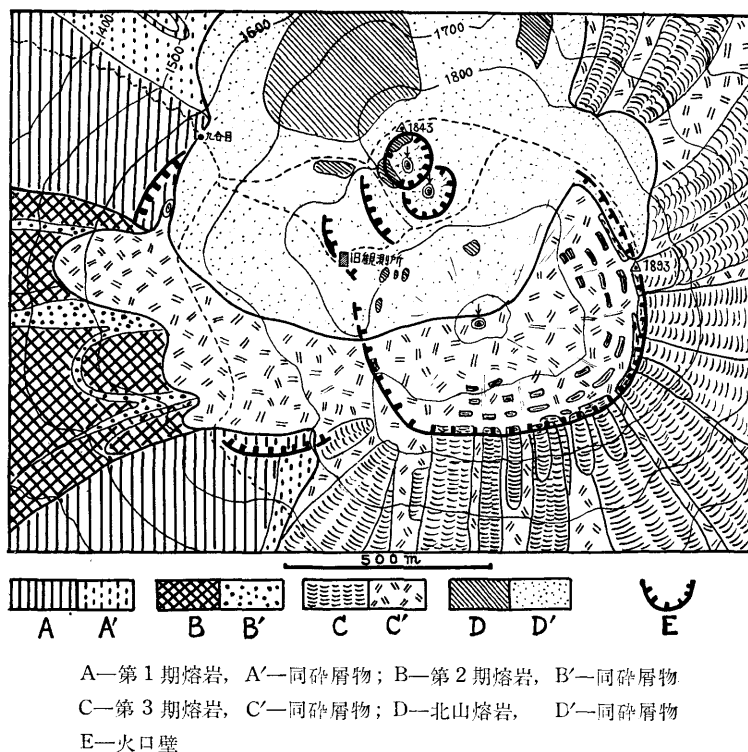 1400
1500
1600
1700
1800
1843
九合目
旧観測所
1893
500m
A A′ B B′ C C′ D D′ E
A—第1期熔岩, A′—同砕屑物; B—第2期熔岩, B′—同砕屑物
C—第3期熔岩, C′—同砕屑物; D—北山熔岩, D′—同砕屑物
E—火口壁